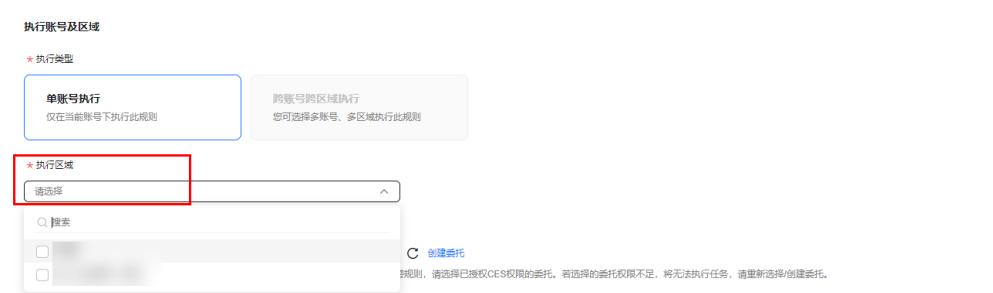 执行账号及区域
* 执行类型
单账号执行
仅在当前账号下执行此规则
跨账号跨区域执行
您可选择多账号、多区域执行此规则
* 执行区域
请选择
搜索
创建委托
规则，请选择已授权CES权限的委托。若选择的委托权限不足，将无法执行任务，请重新选择/创建委托。